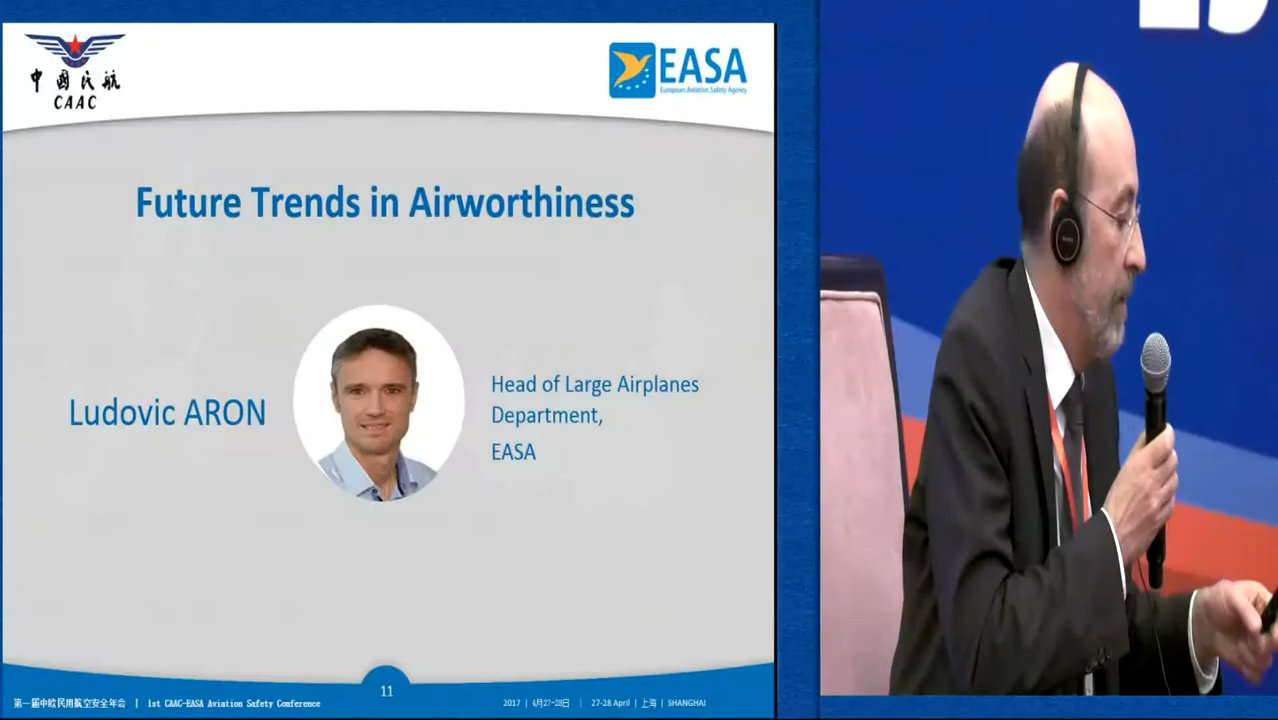 中國民航
CAAC
EASA
European Aviation Safety Agency
Future Trends in Airworthiness
Ludovic ARON
Head of Large Airplanes
Department,
EASA
11
第一届中欧民用航空安全年会 | 1st CAAC-EASA Aviation Safety Conference
2017 | 4月27-28日 | 27-28 April | 上海 | SHANGHAI